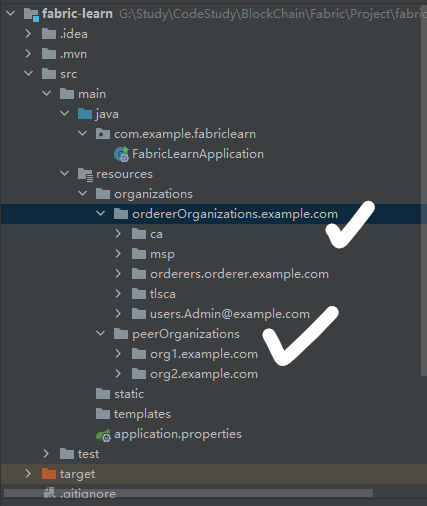 fabric-learn G:\Study\CodeStudy\BlockChain\Fabric\Project\fabric
.idea
.mvn
src
main
java
com.example.fabriclearn
FabricLearnApplication
resources
organizations
ordererOrganizations.example.com
ca
msp
orderers.orderer.example.com
tlsca
users.Admin@example.com
peerOrganizations
org1.example.com
org2.example.com
static
templates
application.properties
test
target
.gitignore